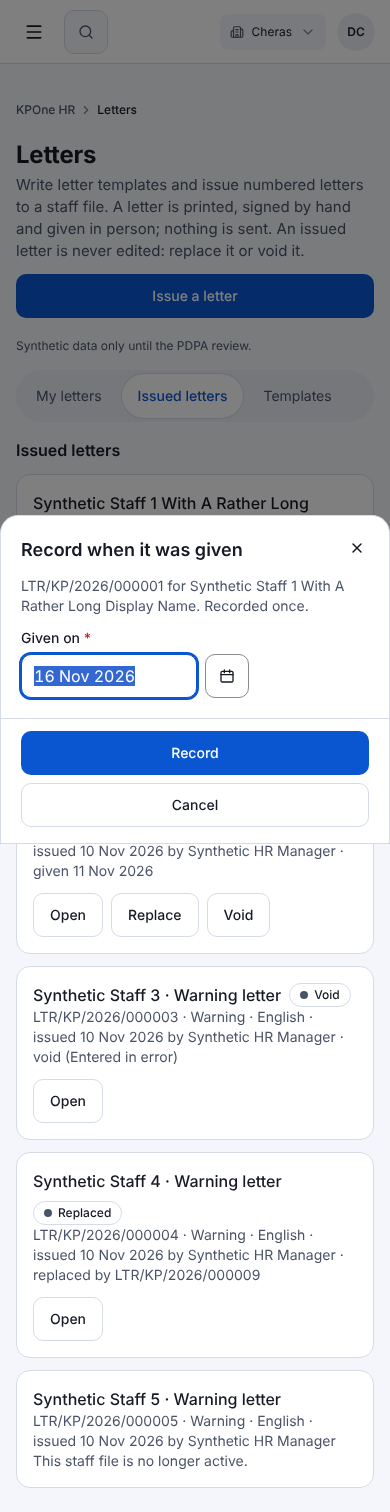 Cheras
DC
KPOne HR > Letters
Letters
Write letter templates and issue numbered letters
to a staff file. A letter is printed, signed by hand
and given in person; nothing is sent. An issued
letter is never edited: replace it or void it.
Issue a letter
Synthetic data only until the PDPA review.
My letters
Issued letters
Templates
Issued letters
Synthetic Staff 1 With A Rather Long
Record when it was given
LTR/KP/2026/000001 for Synthetic Staff 1 With A
Rather Long Display Name. Recorded once.
Given on *
16 Nov 2026
Record
Cancel
issued 10 Nov 2026 by Synthetic HR Manager ·
given 11 Nov 2026
Open
Replace
Void
Synthetic Staff 3 · Warning letter
Void
LTR/KP/2026/000003 · Warning · English ·
issued 10 Nov 2026 by Synthetic HR Manager ·
void (Entered in error)
Open
Synthetic Staff 4 · Warning letter
Replaced
LTR/KP/2026/000004 · Warning · English ·
issued 10 Nov 2026 by Synthetic HR Manager ·
replaced by LTR/KP/2026/000009
Open
Synthetic Staff 5 · Warning letter
LTR/KP/2026/000005 · Warning · English ·
issued 10 Nov 2026 by Synthetic HR Manager
This staff file is no longer active.